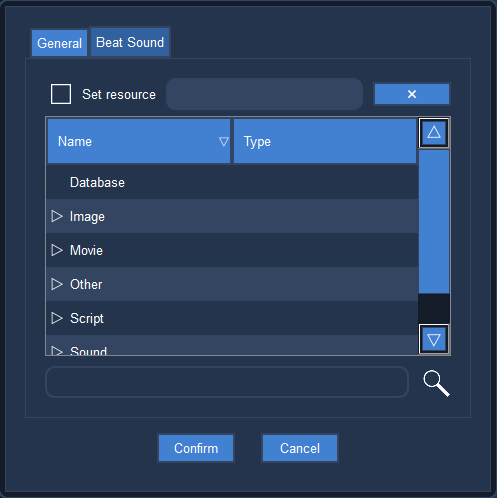 General
Beat Sound
Set resource
×
Name
Type
Database
Image
Movie
Other
Script
Sound
Confirm
Cancel